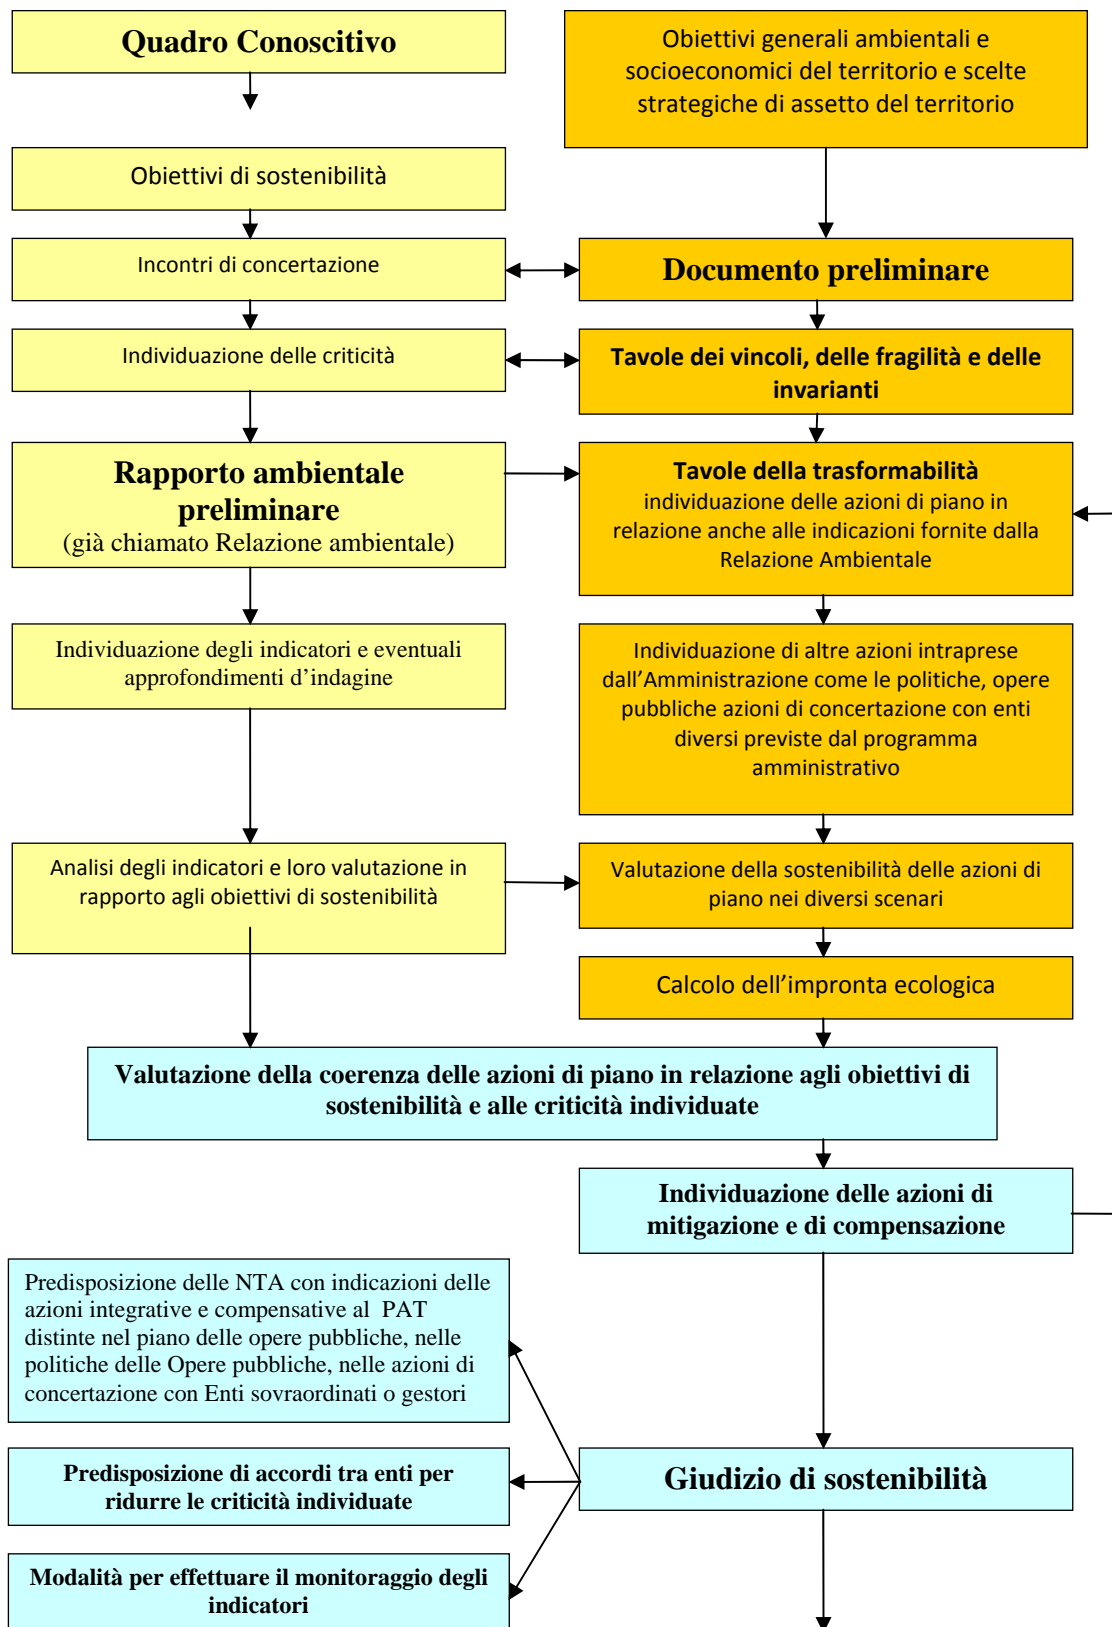 Quadro Conoscitivo
Obiettivi generali ambientali e
socioeconomici del territorio e scelte
strategiche di assetto del territorio
Obiettivi di sostenibilità
Incontri di concertazione
Documento preliminare
Individuazione delle criticità
Tavole dei vincoli, delle fragilità e delle
invarianti
Rapporto ambientale
preliminare
(già chiamato Relazione ambientale)
Tavole della trasformabilità
individuazione delle azioni di piano in
relazione anche alle indicazioni fornite dalla
Relazione Ambientale
Individuazione degli indicatori e eventuali
approfondimenti d’indagine
Individuazione di altre azioni intraprese
dall’Amministrazione come le politiche, opere
pubbliche azioni di concertazione con enti
diversi previste dal programma
amministrativo
Analisi degli indicatori e loro valutazione in
rapporto agli obiettivi di sostenibilità
Valutazione della sostenibilità delle azioni di
piano nei diversi scenari
Calcolo dell’impronta ecologica
Valutazione della coerenza delle azioni di piano in relazione agli obiettivi di
sostenibilità e alle criticità individuate
Individuazione delle azioni di
mitigazione e di compensazione
Predisposizione delle NTA con indicazioni delle
azioni integrative e compensative al PAT
distinte nel piano delle opere pubbliche, nelle
politiche delle Opere pubbliche, nelle azioni di
concertazione con Enti sovraordinati o gestori
Predisposizione di accordi tra enti per
ridurre le criticità individuate
Giudizio di sostenibilità
Modalità per effettuare il monitoraggio degli
indicatori